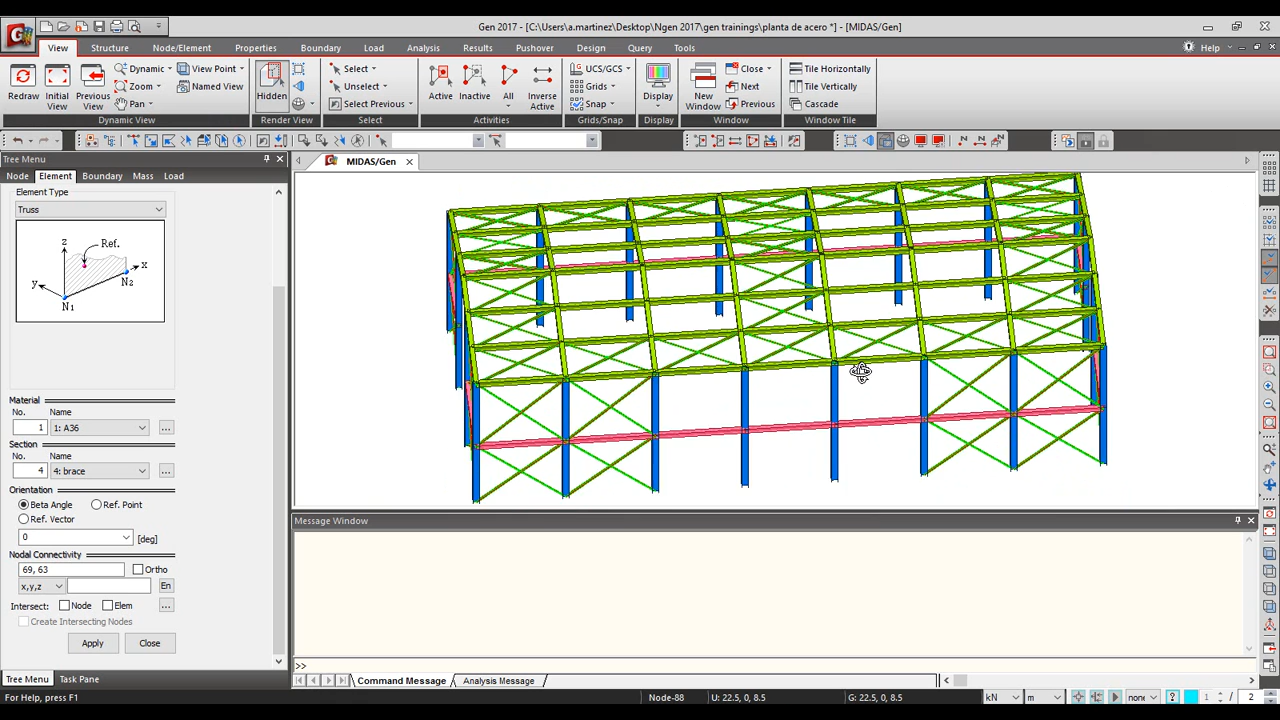 Gen 2017 - [C:\Users\a.martinez\Desktop\Ngen 2017\gen trainings\planta de acero *] - [MIDAS/Gen]
View Structure Node/Element Properties Boundary Load Analysis Results Pushover Design Query Tools Help
Redraw Initial View Previous View Dynamic Zoom Pan View Point Named View
Dynamic View
Hidden
Render View
Select Unselect Select Previous
Select
Active Inactive All Inverse Active
Activities
UCS/GCS Grids Snap
Grids/Snap
Display
Display
New Window Close Next Previous
Window
Tile Horizontally Tile Vertically Cascade
Window Tile
Tree Menu
MIDAS/Gen
Node Element Boundary Mass Load
Element Type
Truss
z Ref. x y N2 N1
Material
No. Name
1 1: A36 ...
Section
No. Name
4 4: brace ...
Orientation
Beta Angle Ref. Point
Ref. Vector
0 [deg]
Nodal Connectivity
69, 63 Ortho
x,y,z En
Intersect: Node Elem ...
Create Intersecting Nodes
Apply Close
Message Window
>>
Tree Menu Task Pane
Command Message Analysis Message
For Help, press F1 Node-88 U: 22.5, 0, 8.5 G: 22.5, 0, 8.5 kN m none ? 1 / 2